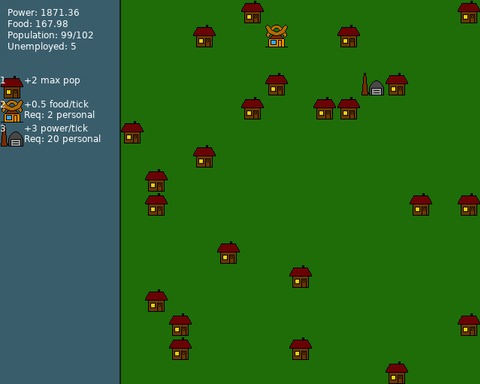 Power: 1871.36
Food: 167.98
Population: 99/102
Unemployed: 5
1 +2 max pop
2 +0.5 food/tick
Req: 2 personal
3 +3 power/tick
Req: 20 personal